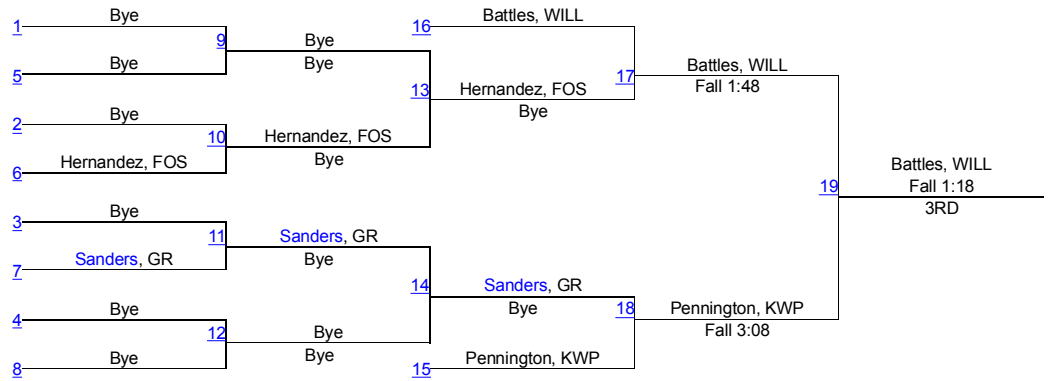 Bye
1
Battles, WILL
16
9
Bye
Bye
Bye
5
Battles, WILL
17
Fall 1:48
Hernandez, FOS
13
Bye
Bye
2
10
Hernandez, FOS
Bye
Hernandez, FOS
6
Battles, WILL
19
Fall 1:18
3RD
Bye
3
11
Sanders, GR
Bye
Sanders, GR
7
14
Sanders, GR
Bye
18
Pennington, KWP
Fall 3:08
Bye
4
12
Bye
Bye
Bye
8
Pennington, KWP
15